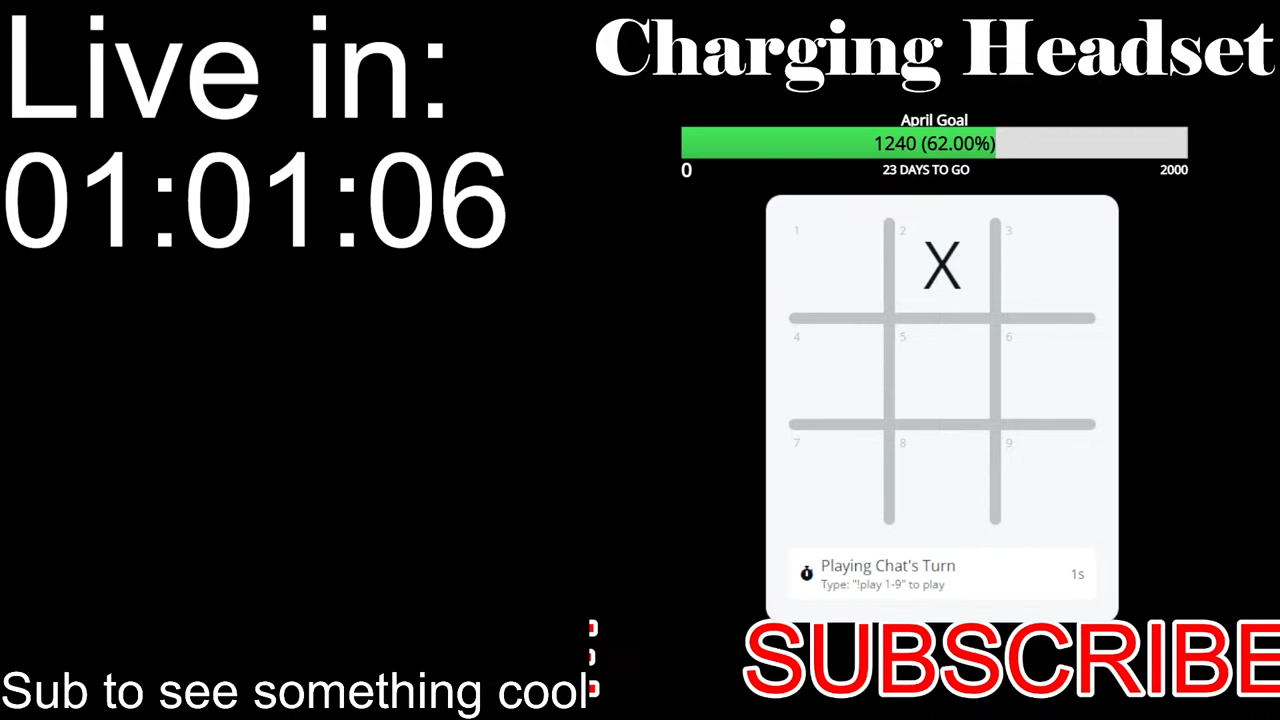 Live in:
01:01:06
Charging Headset
April Goal
1240 (62.00%)
0
23 DAYS TO GO
2000
1
2
3
X
4
5
6
7
8
9
Playing Chat's Turn
Type: "!play 1-9" to play
1s
SUBSCRIBE
Sub to see something cool